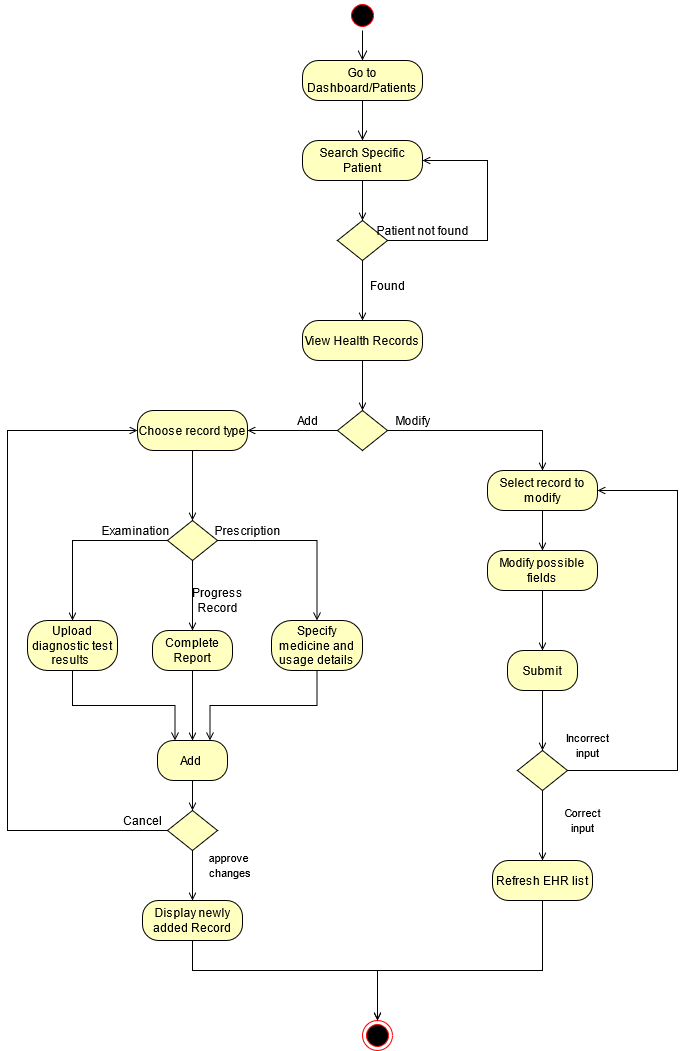 Go to
Dashboard/Patients
Search Specific
Patient
Patient not found
Found
View Health Records
Add
Modify
Choose record type
Select record to
modify
Examination
Prescription
Modify possible
fields
Progress
Record
Upload
diagnostic test
results
Complete
Report
Specify
medicine and
usage details
Submit
Incorrect
input
Add
Cancel
Correct
input
approve
changes
Refresh EHR list
Display newly
added Record